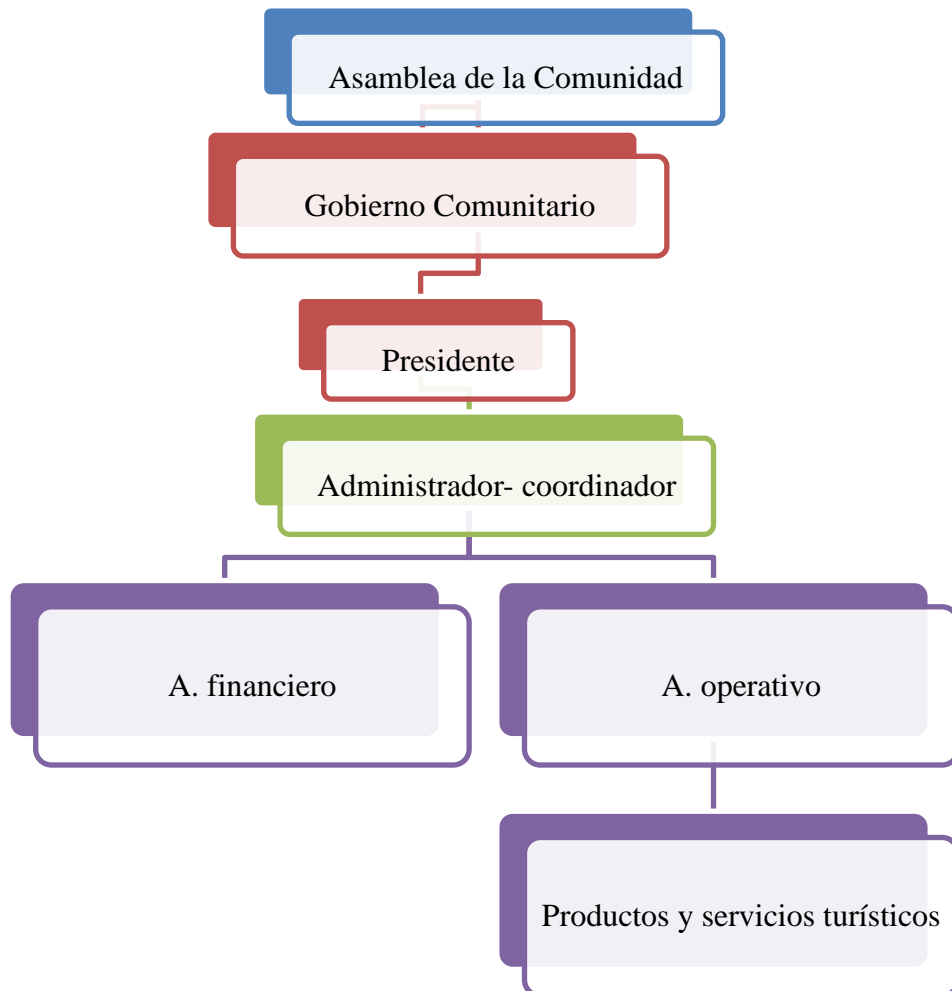 Asamblea de la Comunidad
Gobierno Comunitario
Presidente
Administrador- coordinador
A. financiero
A. operativo
Productos y servicios turísticos